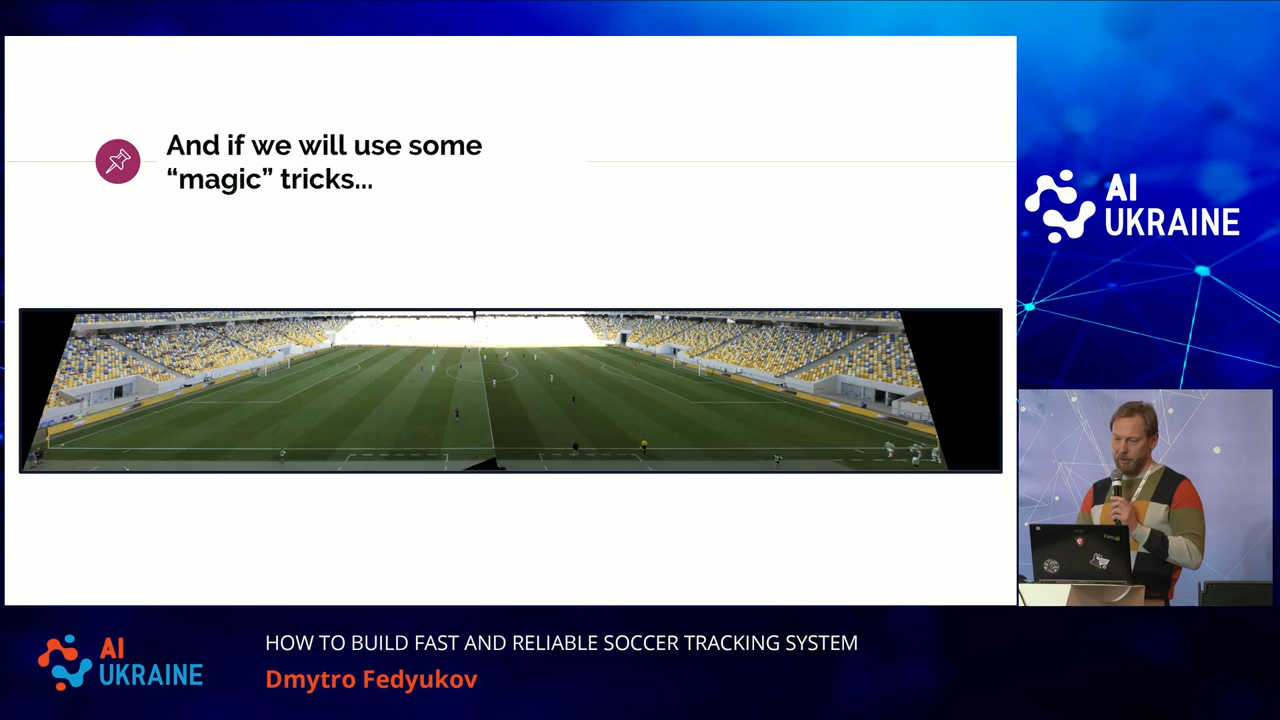 And if we will use some
“magic” tricks...
AI
UKRAINE
AI
UKRAINE
HOW TO BUILD FAST AND RELIABLE SOCCER TRACKING SYSTEM
Dmytro Fedyukov